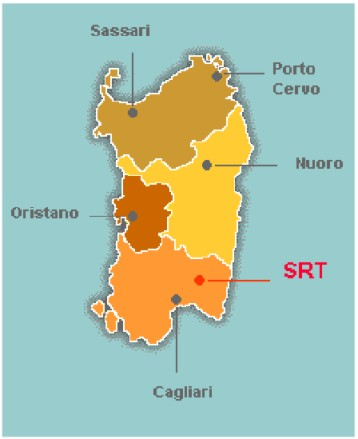 Sassari
Porto
Cervo
Nuoro
Oristano
SRT
Cagliari